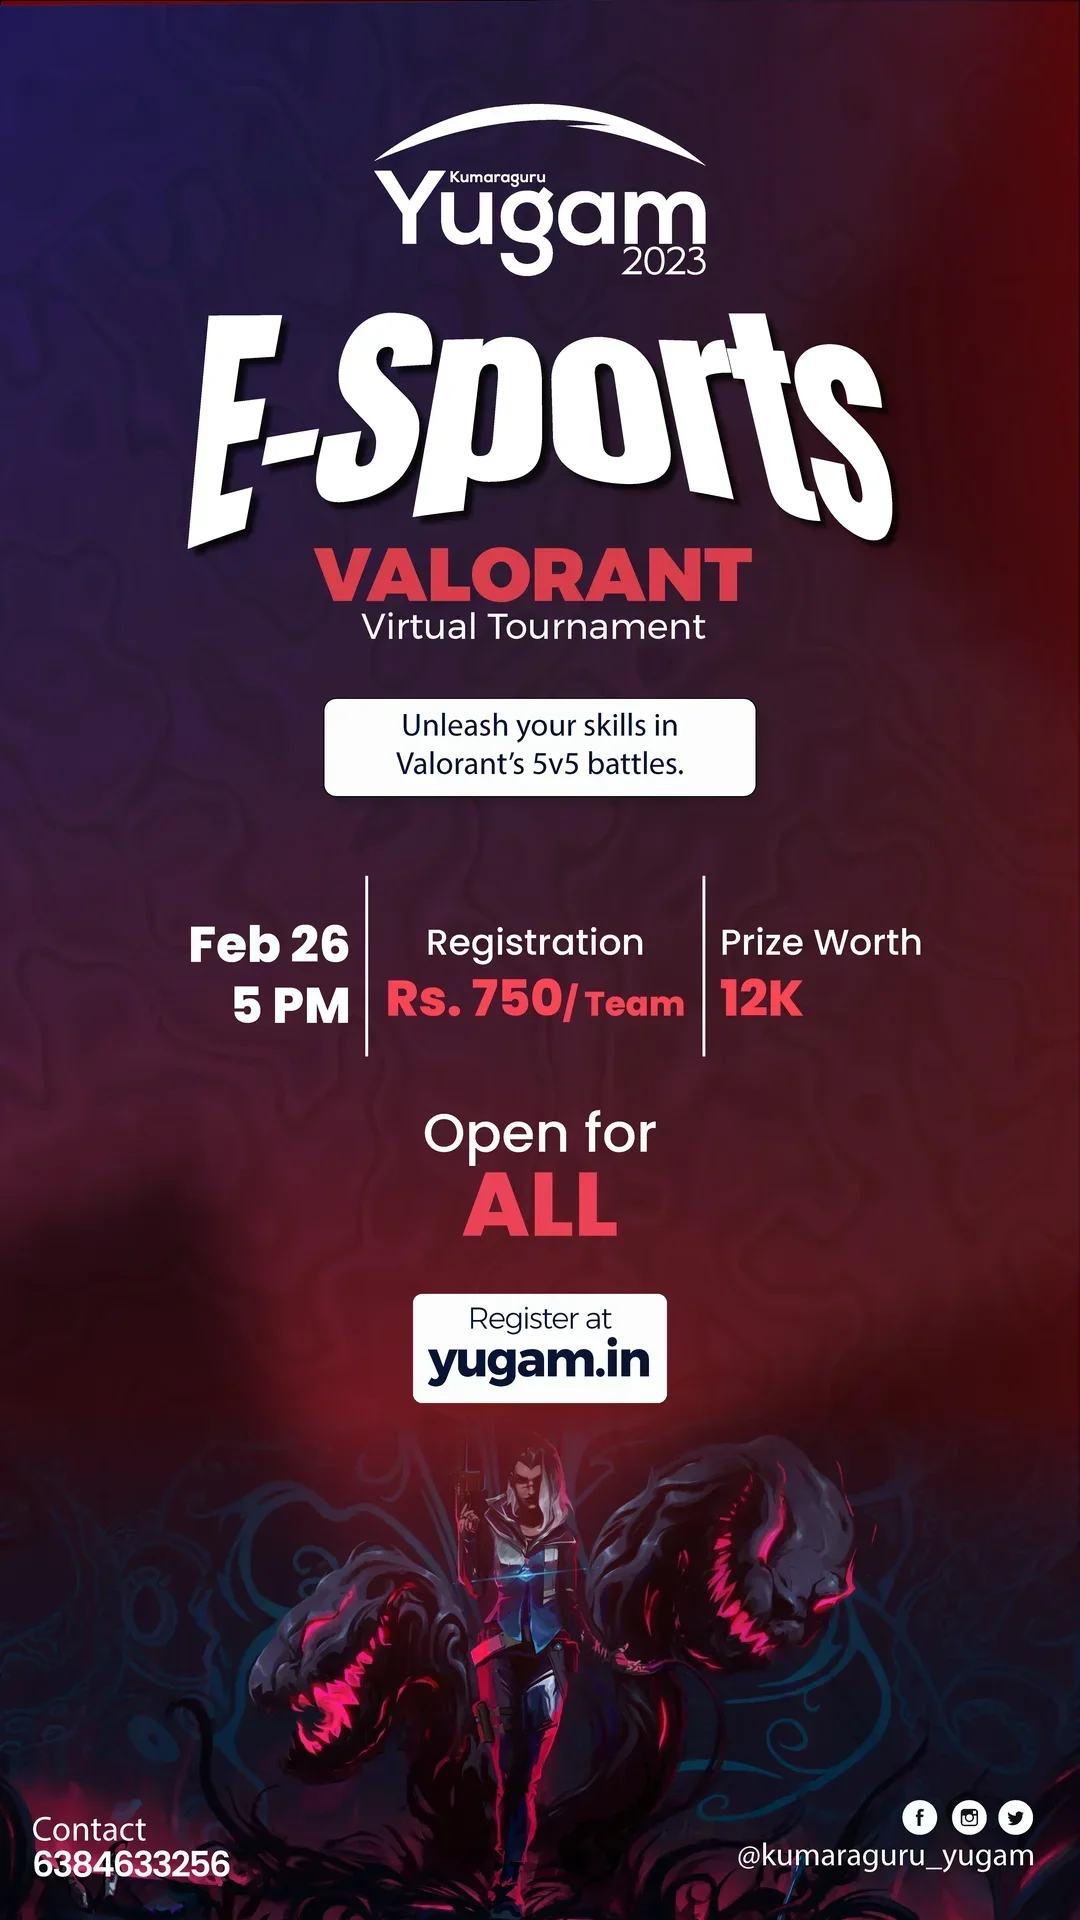 Kumaraguru
Yugam
2023
E-Sports
VALORANT
Virtual Tournament
Unleash your skills in
Valorant's 5v5 battles.
Feb 26
5 PM
Registration
Rs. 750/ Team
Prize Worth
12K
Open for
ALL
Register at
yugam.in
Contact
6384633256
@kumaraguru_yugam